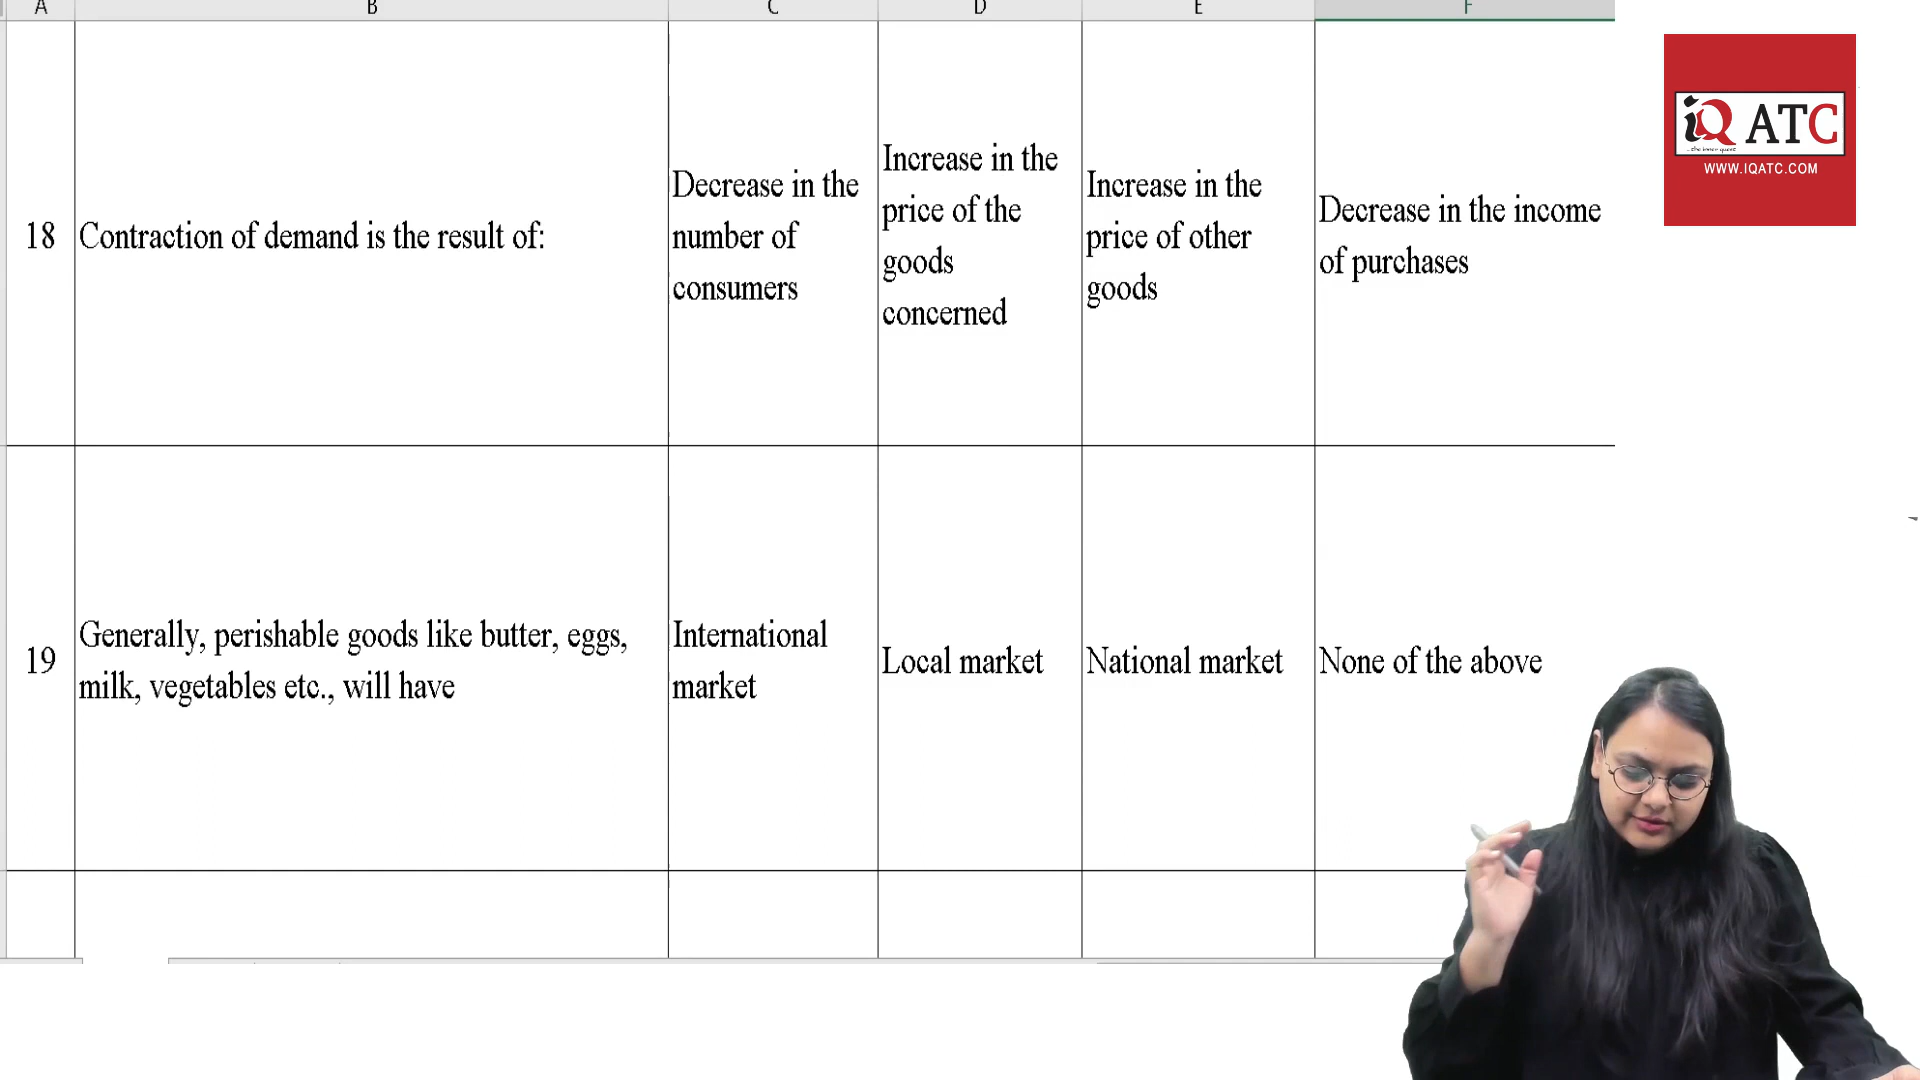 A B C D E F
18
Contraction of demand is the result of:
Decrease in the
number of
consumers
Increase in the
price of the
goods
concerned
Increase in the
price of other
goods
Decrease in the income
of purchases
19
Generally, perishable goods like butter, eggs,
milk, vegetables etc., will have
International
market
Local market
National market
None of the above
iQ ATC
...the inner quest
WWW.IQATC.COM